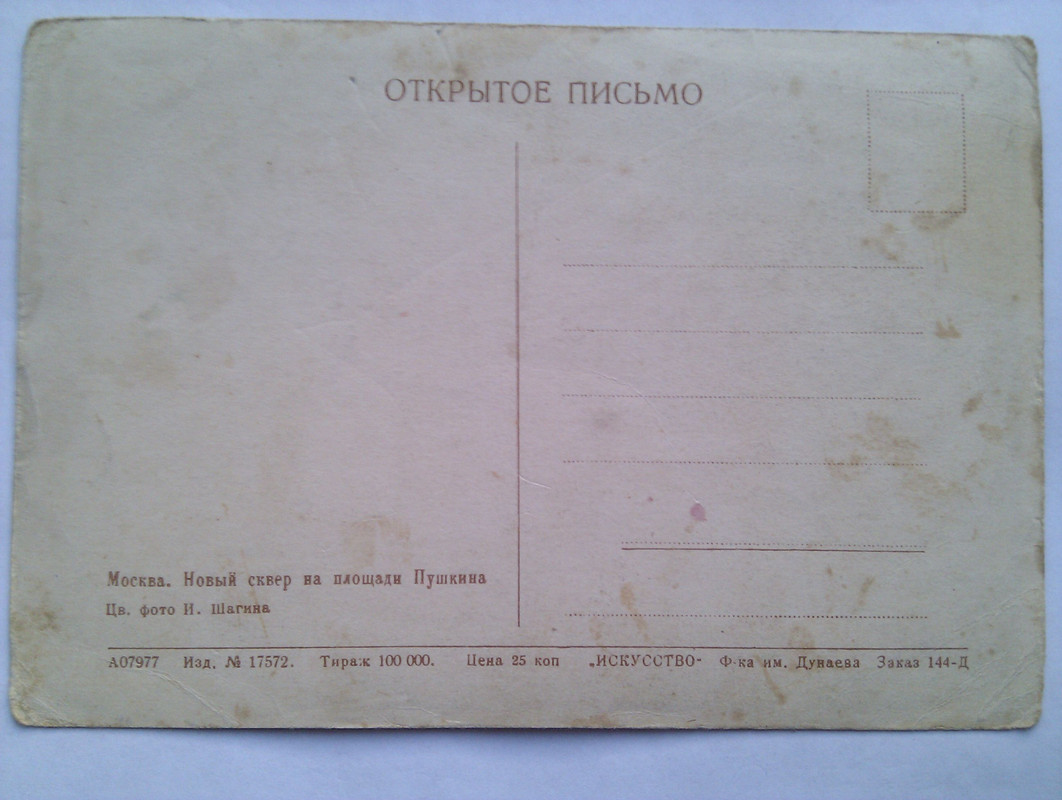 ОТКРЫТОЕ ПИСЬМО
Москва. Новый сквер на площади Пушкина
Цв. фото И. Шагина
А07977 Изд. № 17572. Тираж 100 000. Цена 25 коп „ИСКУССТВО" Ф-ка им. Дунаева Заказ 144-Д